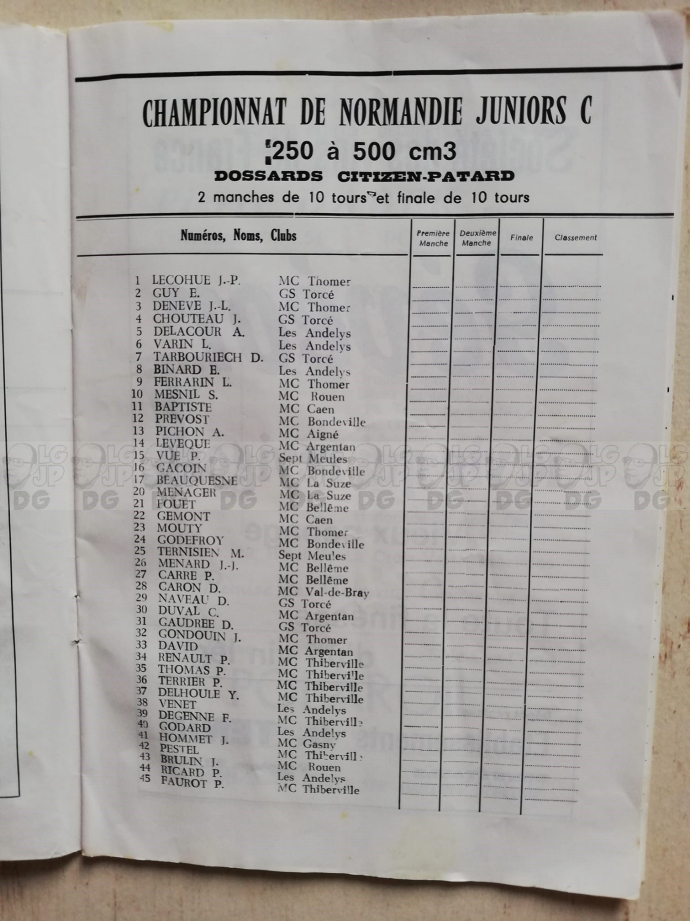 CHAMPIONNAT DE NORMANDIE JUNIORS C
250 à 500 cm3
DOSSARDS CITIZEN-PATARD
2 manches de 10 tours et finale de 10 tours
Numéros, Noms, Clubs Première Manche Deuxième Manche Finale Classement
1 LECOHUE J.-P. MC Thomer
2 GUY E. GS Torcé
3 DENEVE J.-L. MC Thomer
4 CHOUTEAU J. GS Torcé
5 DELACOUR A. Les Andelys
6 VARIN L. Les Andelys
7 TARBOURIECH D. GS Torcé
8 BINARD E. Les Andelys
9 FERRARIN L. MC Thomer
10 MESNIL S. MC Rouen
11 BAPTISTE MC Caen
12 PREVOST MC Bondeville
13 PICHON A. MC Aigné
14 LEVEQUE MC Argentan
15 VUE P. Sept Meules
16 GACOIN MC Bondeville
17 BEAUQUESNE MC La Suze
20 MENAGER MC La Suze
21 FOUET MC Bellême
22 GEMONT MC Caen
23 MOUTY MC Thomer
24 GODEFROY MC Bondeville
25 TERNISIEN M. Sept Meules
26 MENARD J.-J. MC Bellême
27 CARRE P. MC Bellême
28 CARON D. MC Val-de-Bray
29 NAVEAU D. GS Torcé
30 DUVAL C. MC Argentan
31 GAUDREE D. GS Torcé
32 GONDOUIN J. MC Thomer
33 DAVID MC Argentan
34 RENAULT P. MC Thiberville
35 THOMAS P. MC Thiberville
36 TERRIER P. MC Thiberville
37 DELHOULE Y. MC Thiberville
38 VENET Les Andelys
39 DEGENNE F. MC Thiberville
40 GODARD Les Andelys
41 HOMMET J. MC Gasny
42 PESTEL MC Thiberville
43 BRULIN J. MC Rouen
44 RICARD P. Les Andelys
45 FAUROT P. MC Thiberville